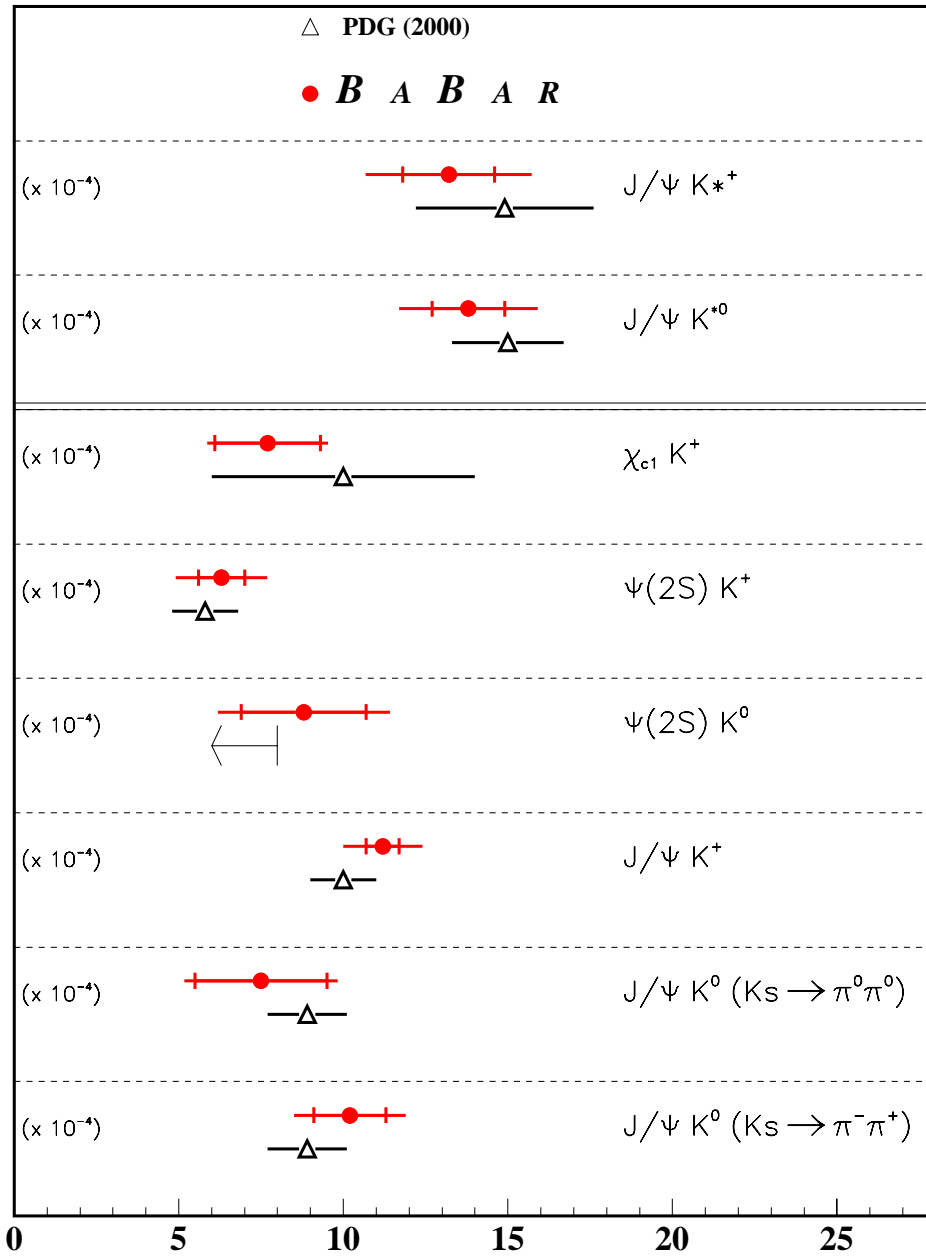 △ PDG (2000)
● B A B A R
(x 10⁻⁴) J/Ψ K*⁺
(x 10⁻⁴) J/Ψ K*⁰
(x 10⁻⁴) χc1 K⁺
(x 10⁻⁴) Ψ(2S) K⁺
(x 10⁻⁴) Ψ(2S) K⁰
(x 10⁻⁴) J/Ψ K⁺
(x 10⁻⁴) J/Ψ K⁰ (Ks → π⁰π⁰)
(x 10⁻⁴) J/Ψ K⁰ (Ks → π⁻π⁺)
0 5 10 15 20 25